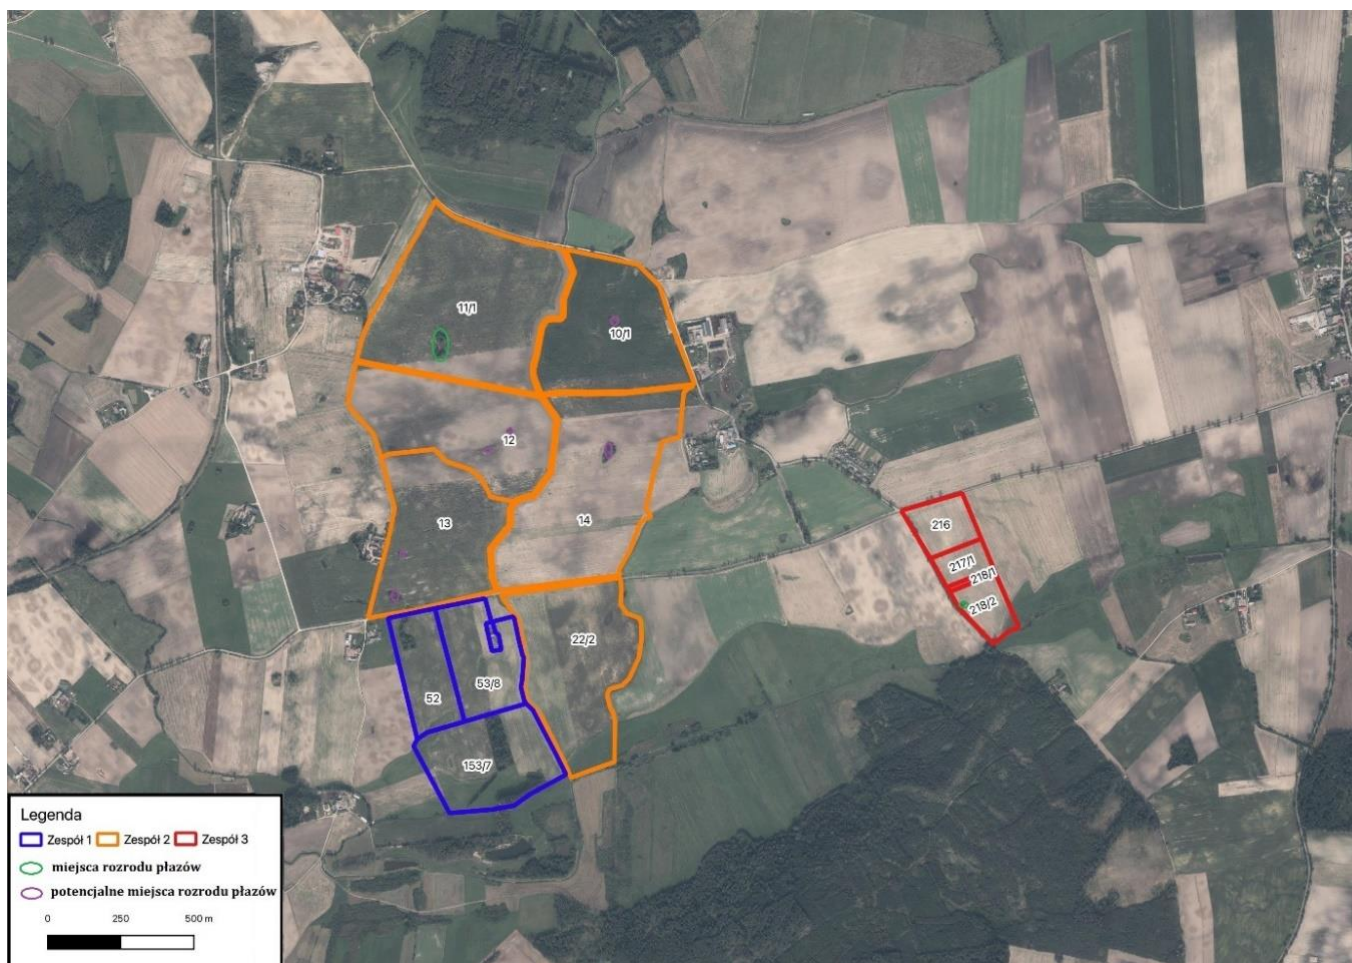 11/1
10/1
12
13
14
216
217/1
218/1
218/2
22/2
52
53/8
153/7
Legenda
Zespół 1 Zespół 2 Zespół 3
miejsca rozrodu płazów
potencjalne miejsca rozrodu płazów
0 250 500 m